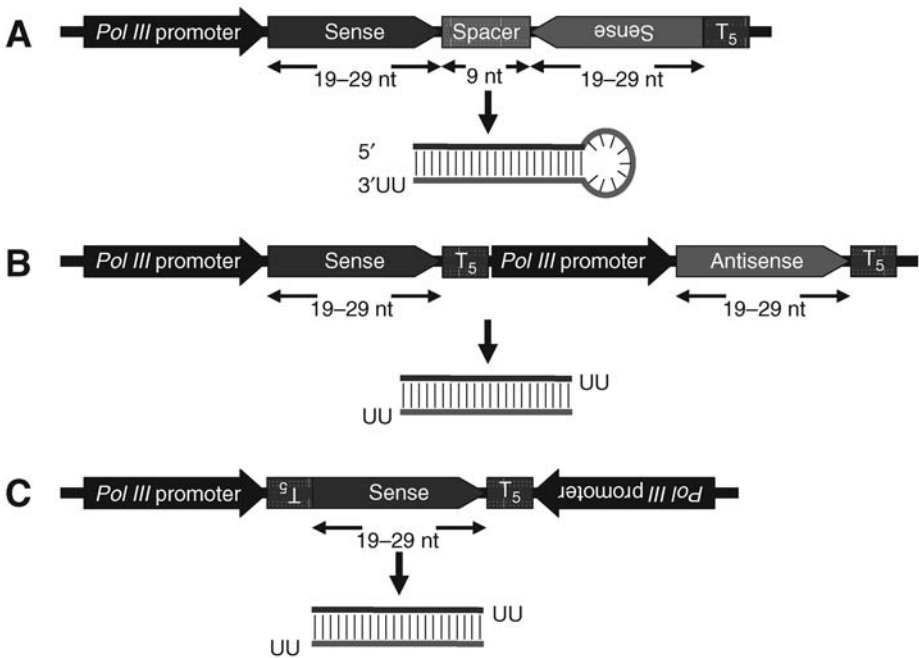 A Pol III promoter Sense Spacer Sense T5
19–29 nt 9 nt 19–29 nt
5′
3′UU
B Pol III promoter Sense T5 Pol III promoter Antisense T5
19–29 nt 19–29 nt
UU
UU
C Pol III promoter T5 Sense T5 Pol III promoter
19–29 nt
UU
UU